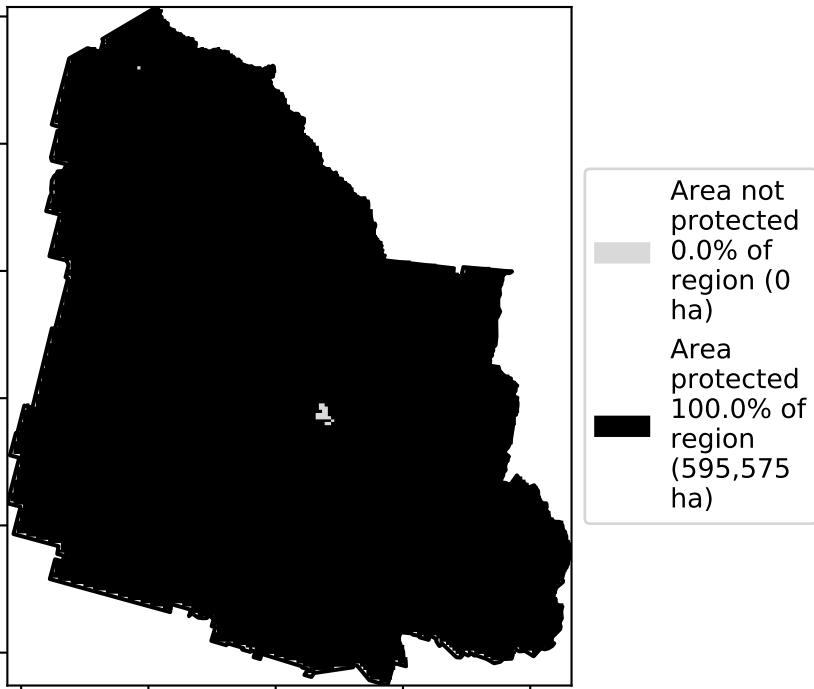 Area not
protected
0.0% of
region (0
ha)
Area
protected
100.0% of
region
(595,575
ha)